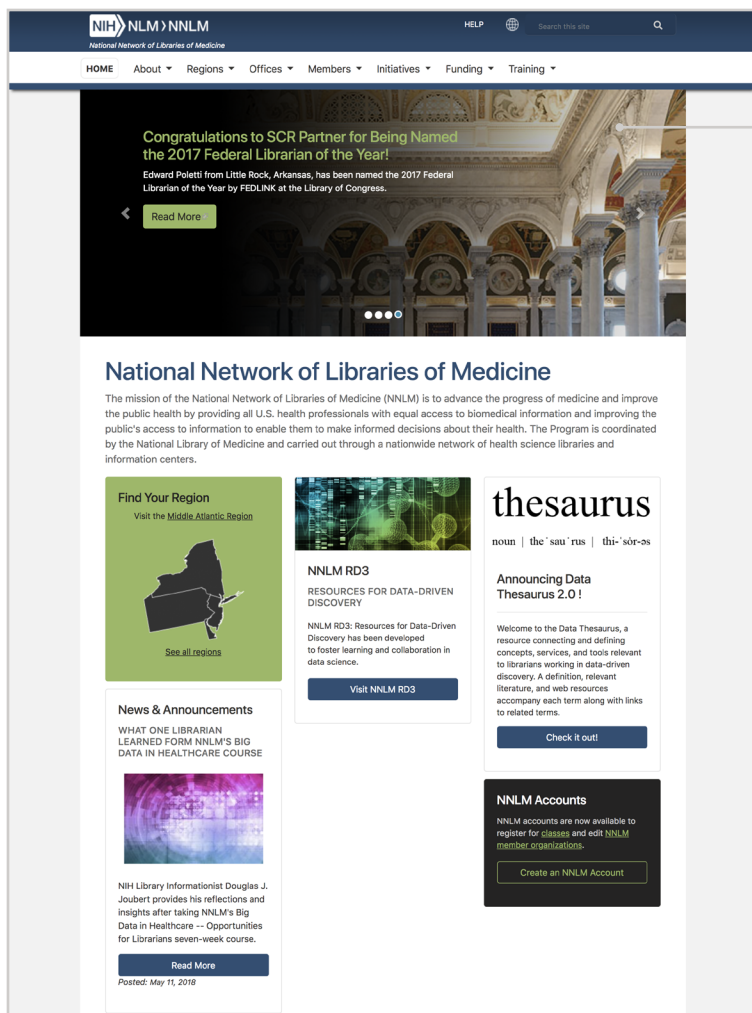 NIH NLM NNLM
National Network of Libraries of Medicine
HELP
Search this site
HOME About Regions Offices Members Initiatives Funding Training
Congratulations to SCR Partner for Being Named
the 2017 Federal Librarian of the Year!
Edward Poletti from Little Rock, Arkansas, has been named the 2017 Federal
Librarian of the Year by FEDLINK at the Library of Congress.
Read More
National Network of Libraries of Medicine
The mission of the National Network of Libraries of Medicine (NNLM) is to advance the progress of medicine and improve
the public health by providing all U.S. health professionals with equal access to biomedical information and improving the
public's access to information to enable them to make informed decisions about their health. The Program is coordinated
by the National Library of Medicine and carried out through a nationwide network of health science libraries and
information centers.
Find Your Region
Visit the Middle Atlantic Region
See all regions
News & Announcements
WHAT ONE LIBRARIAN
LEARNED FORM NNLM'S BIG
DATA IN HEALTHCARE COURSE
NIH Library Informationist Douglas J.
Joubert provides his reflections and
insights after taking NNLM's Big
Data in Healthcare -- Opportunities
for Librarians seven-week course.
Read More
Posted: May 11, 2018
NNLM RD3
RESOURCES FOR DATA-DRIVEN
DISCOVERY
NNLM RD3: Resources for Data-Driven
Discovery has been developed
to foster learning and collaboration in
data science.
Visit NNLM RD3
thesaurus
noun | the˙sau˙rus | thi-ˈsȯr-əs
Announcing Data
Thesaurus 2.0 !
Welcome to the Data Thesaurus, a
resource connecting and defining
concepts, services, and tools relevant
to librarians working in data-driven
discovery. A definition, relevant
literature, and web resources
accompany each term along with links
to related terms.
Check it out!
NNLM Accounts
NNLM accounts are now available to
register for classes and edit NNLM
member organizations.
Create an NNLM Account